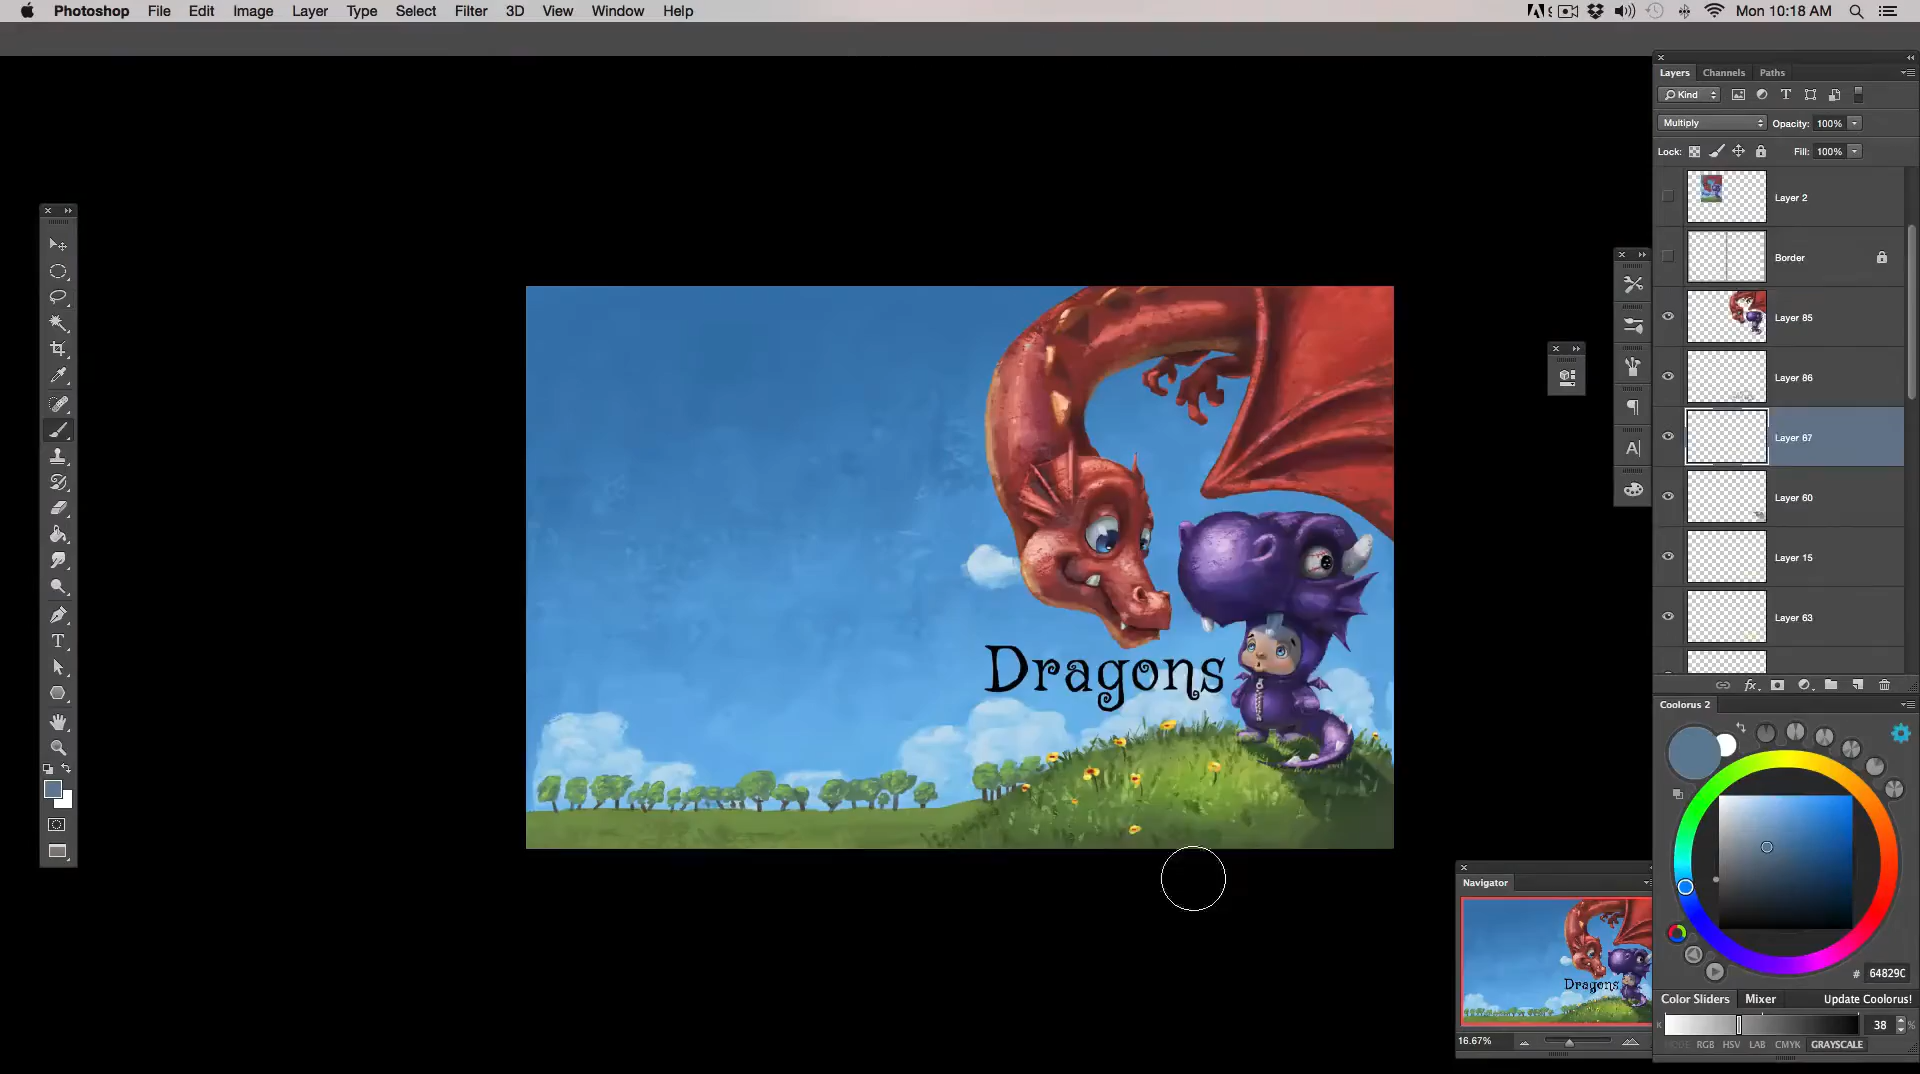 Photoshop File Edit Image Layer Type Select Filter 3D View Window Help Mon 10:18 AM
Layers Channels Paths
Kind
Multiply Opacity: 100%
Lock: Fill: 100%
Layer 2
Border
Layer 85
Layer 86
Layer 87
Layer 60
Layer 15
Layer 63
Dragons
Coolorus 2
# 64829C
Color Sliders Mixer Update Coolorus!
K 38 %
RGB HSV LAB CMYK GRAYSCALE
Navigator
Dragons
16.67%